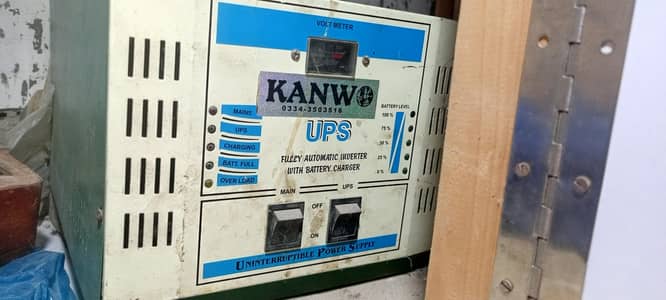 VOLT METER
KANWO
0334-3503516
UPS
MAINS
UPS
CHARGING
BATT. FULL
OVER LOAD
BATTERY LEVEL
100 %
75 %
50 %
25 %
0 %
FULLY AUTOMATIC INVERTER
WITH BATTERY CHARGER
MAIN
UPS
OFF
ON
UNINTERRUPTIBLE POWER SUPPLY